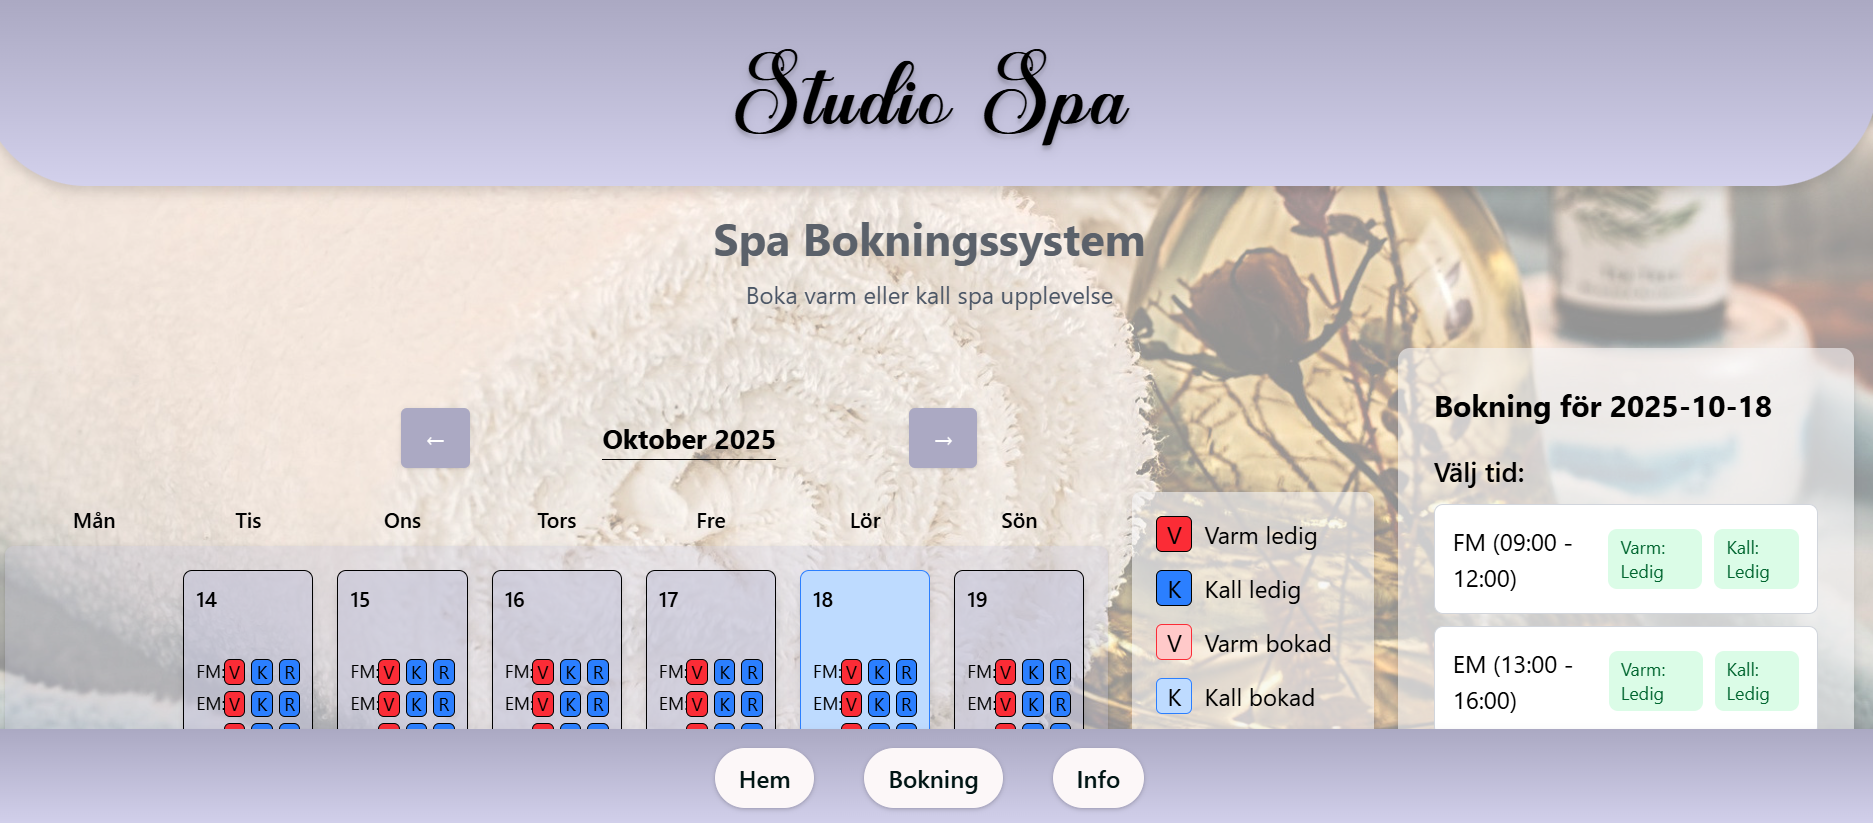 Studio Spa
Spa Bokningssystem
Boka varm eller kall spa upplevelse
← Oktober 2025 →
Mån Tis Ons Tors Fre Lör Sön
14 15 16 17 18 19
FM: V K R FM: V K R FM: V K R FM: V K R FM: V K R FM: V K R
EM: V K R EM: V K R EM: V K R EM: V K R EM: V K R EM: V K R
V Varm ledig
K Kall ledig
V Varm bokad
K Kall bokad
Bokning för 2025-10-18
Välj tid:
FM (09:00 -
12:00)
Varm:
Ledig
Kall:
Ledig
EM (13:00 -
16:00)
Varm:
Ledig
Kall:
Ledig
Hem Bokning Info